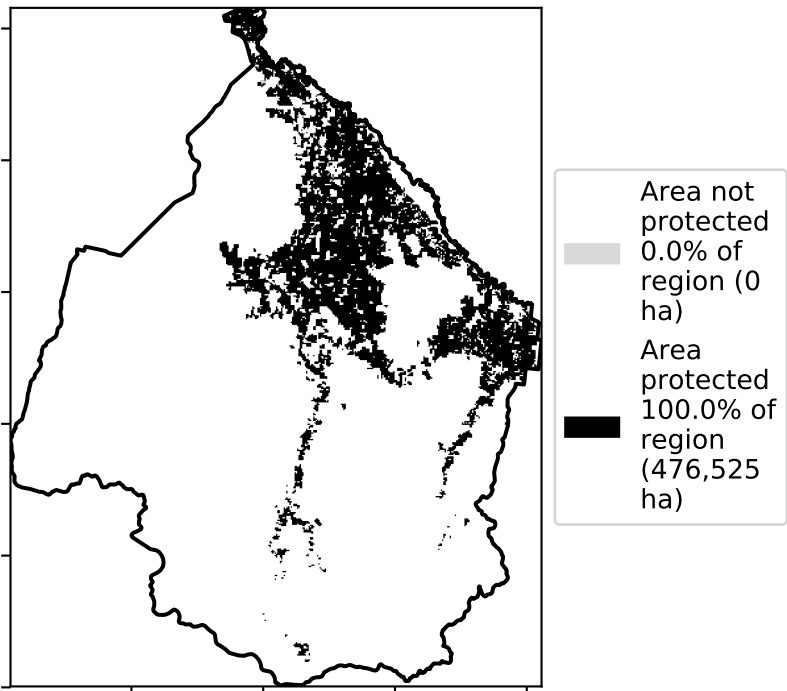 Area not
protected
0.0% of
region (0
ha)
Area
protected
100.0% of
region
(476,525
ha)